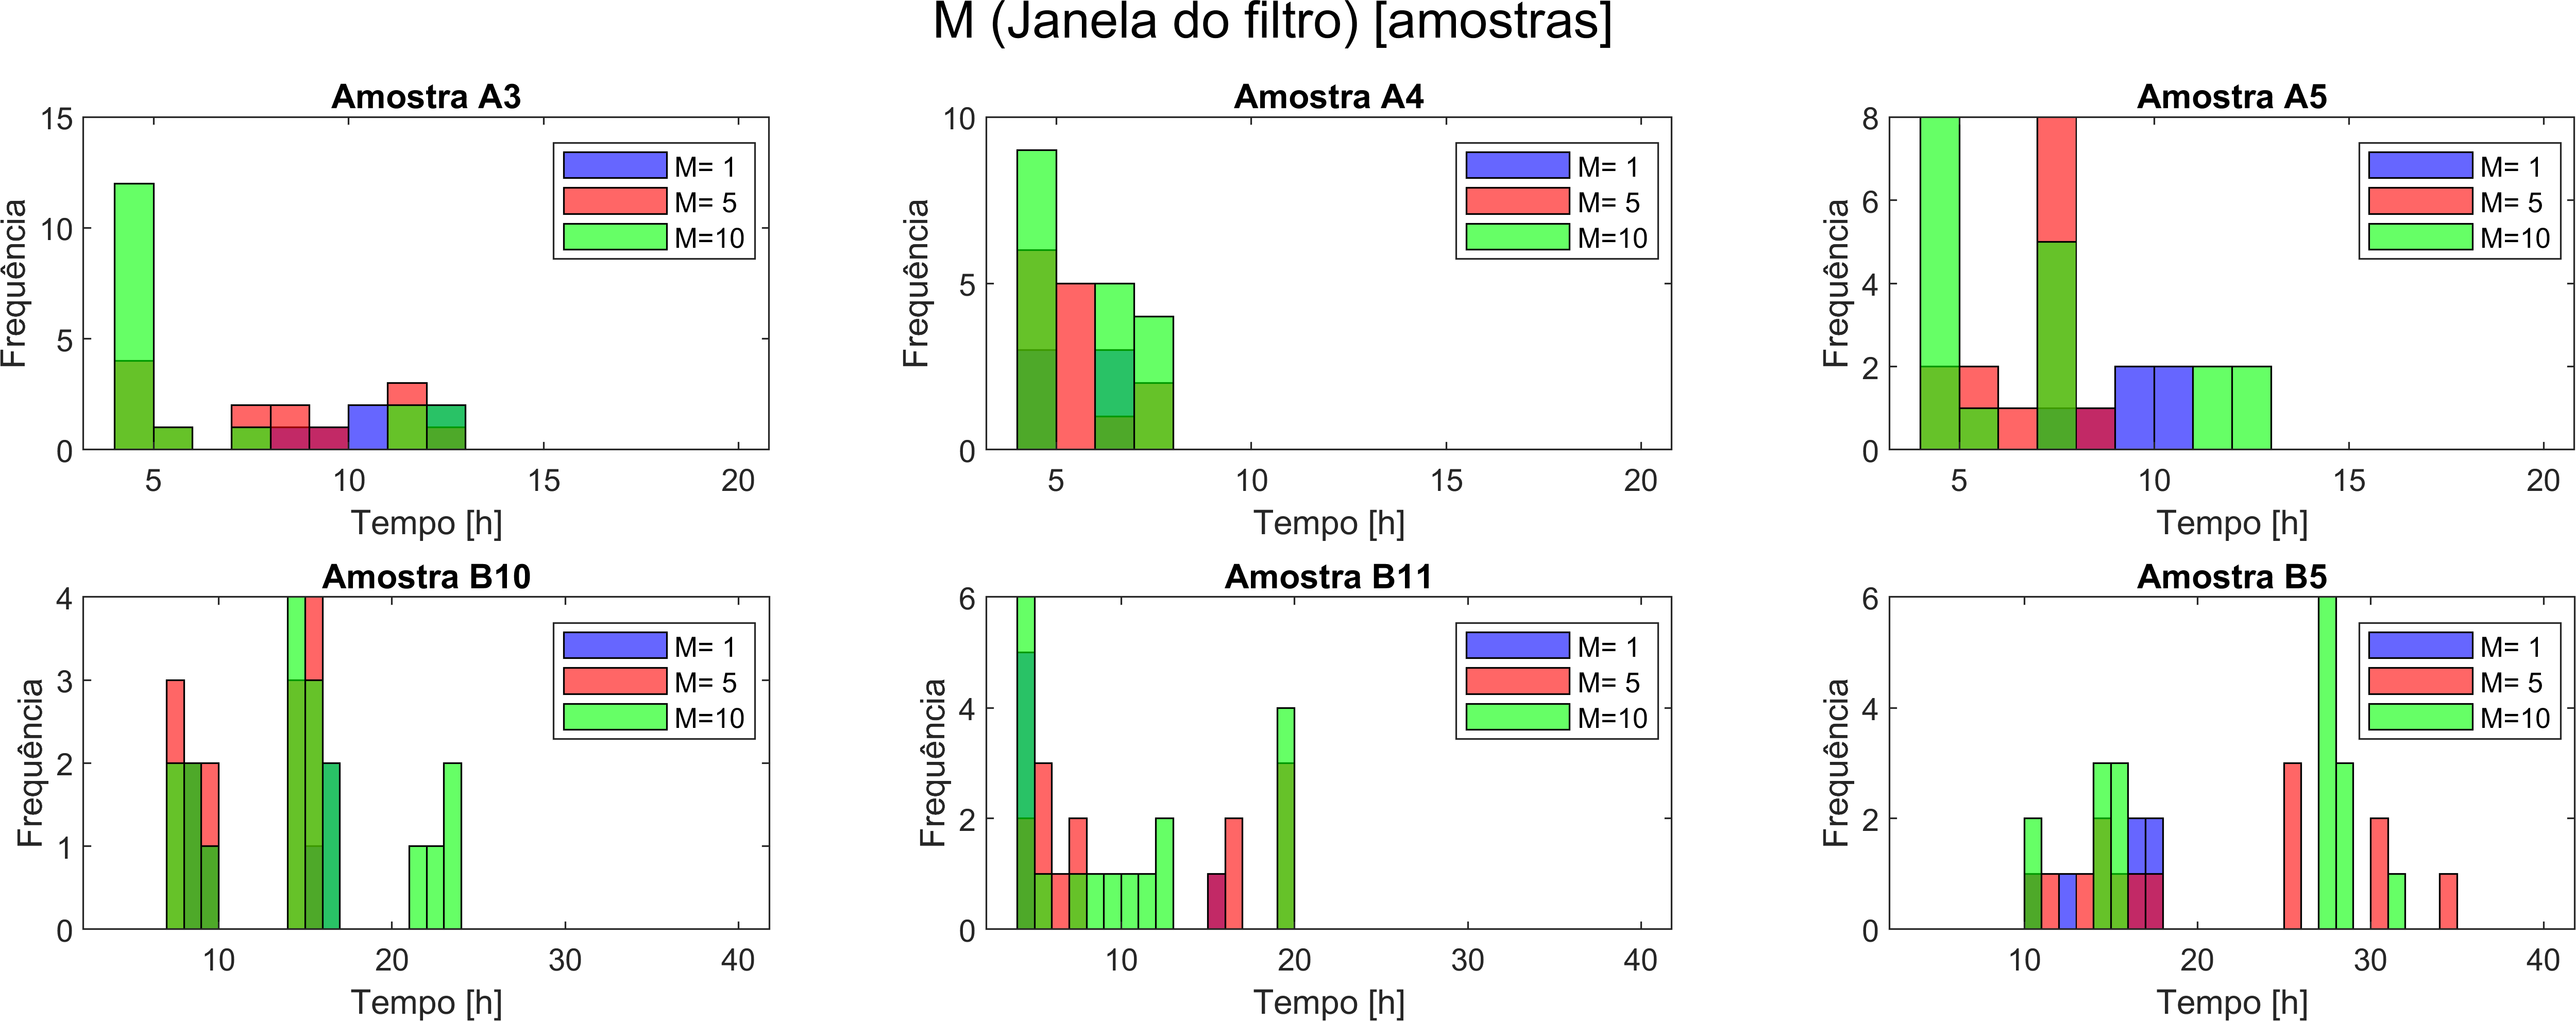 M (Janela do filtro) [amostras]
Amostra A3
Frequência
15
10
5
0
5 10 15 20
Tempo [h]
M= 1
M= 5
M=10
Amostra A4
Frequência
10
5
0
5 10 15 20
Tempo [h]
M= 1
M= 5
M=10
Amostra A5
Frequência
8
6
4
2
0
5 10 15 20
Tempo [h]
M= 1
M= 5
M=10
Amostra B10
Frequência
4
3
2
1
0
10 20 30 40
Tempo [h]
M= 1
M= 5
M=10
Amostra B11
Frequência
6
4
2
0
10 20 30 40
Tempo [h]
M= 1
M= 5
M=10
Amostra B5
Frequência
6
4
2
0
10 20 30 40
Tempo [h]
M= 1
M= 5
M=10